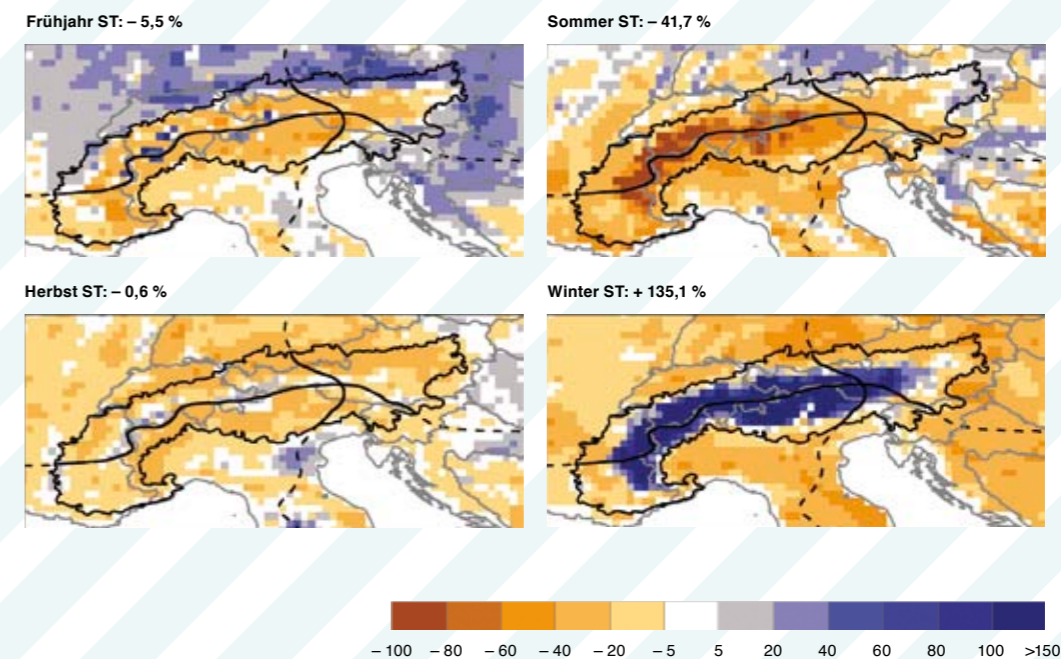 Frühjahr ST: – 5,5 %
Sommer ST: – 41,7 %
Herbst ST: – 0,6 %
Winter ST: + 135,1 %
– 100 – 80 – 60 – 40 – 20 – 5 5 20 40 60 80 100 >150